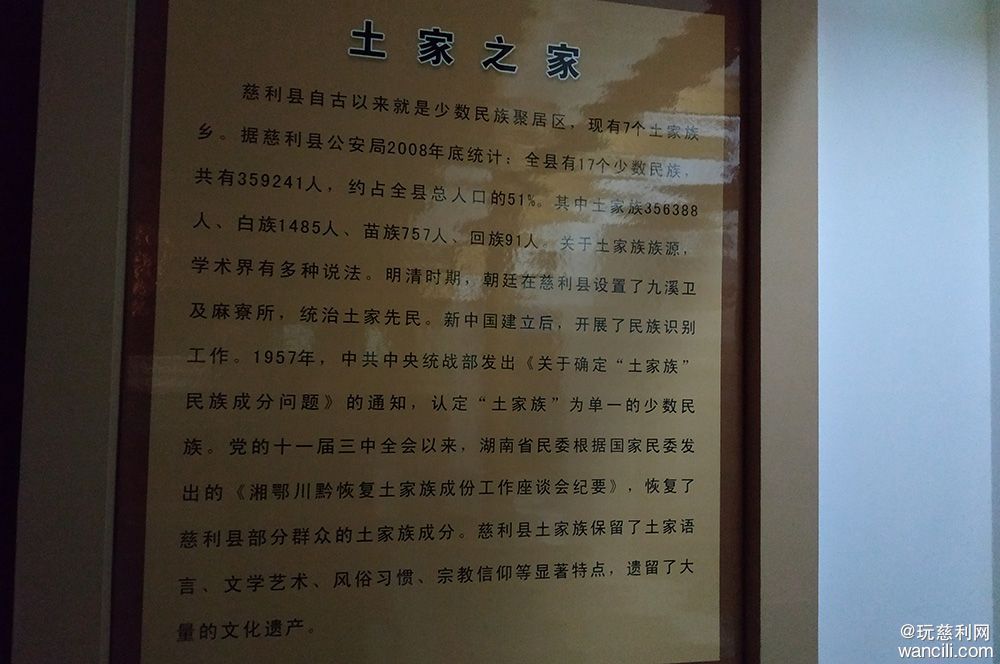 土家之家
慈利县自古以来就是少数民族聚居区，现有7个土家族
乡。据慈利县公安局2008年底统计：全县有17个少数民族，
共有359241人，约占全县总人口的51%。其中土家族356388
人、白族1485人、苗族757人、回族91人。关于土家族族源，
学术界有多种说法。明清时期，朝廷在慈利县设置了九溪卫
及麻寮所，统治土家先民。新中国建立后，开展了民族识别
工作。1957年，中共中央统战部发出《关于确定“土家族”
民族成分问题》的通知，认定“土家族”为单一的少数民
族。党的十一届三中全会以来，湖南省民委根据国家民委发
出的《湘鄂川黔恢复土家族成份工作座谈会纪要》，恢复了
慈利县部分群众的土家族成分。慈利县土家族保留了土家语
言、文学艺术、风俗习惯、宗教信仰等显著特点，遗留了大
量的文化遗产。
@玩慈利网
wancili.com